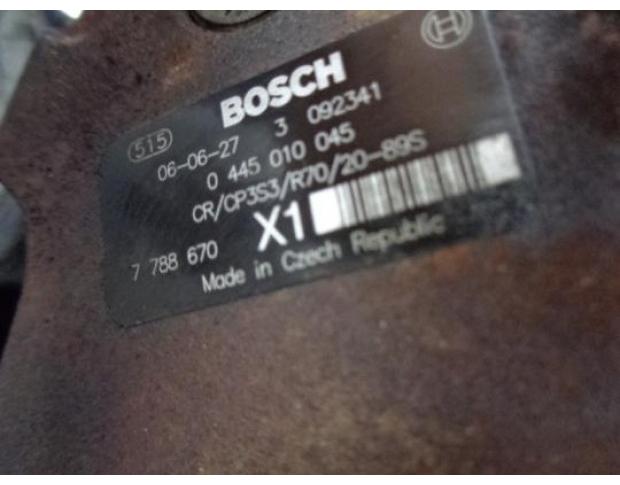 BOSCH
515
06-06-27 3 092341
0 445 010 045
CR/CP3S3/R70/20-89S
7 788 670 X1
Made in Czech Republic